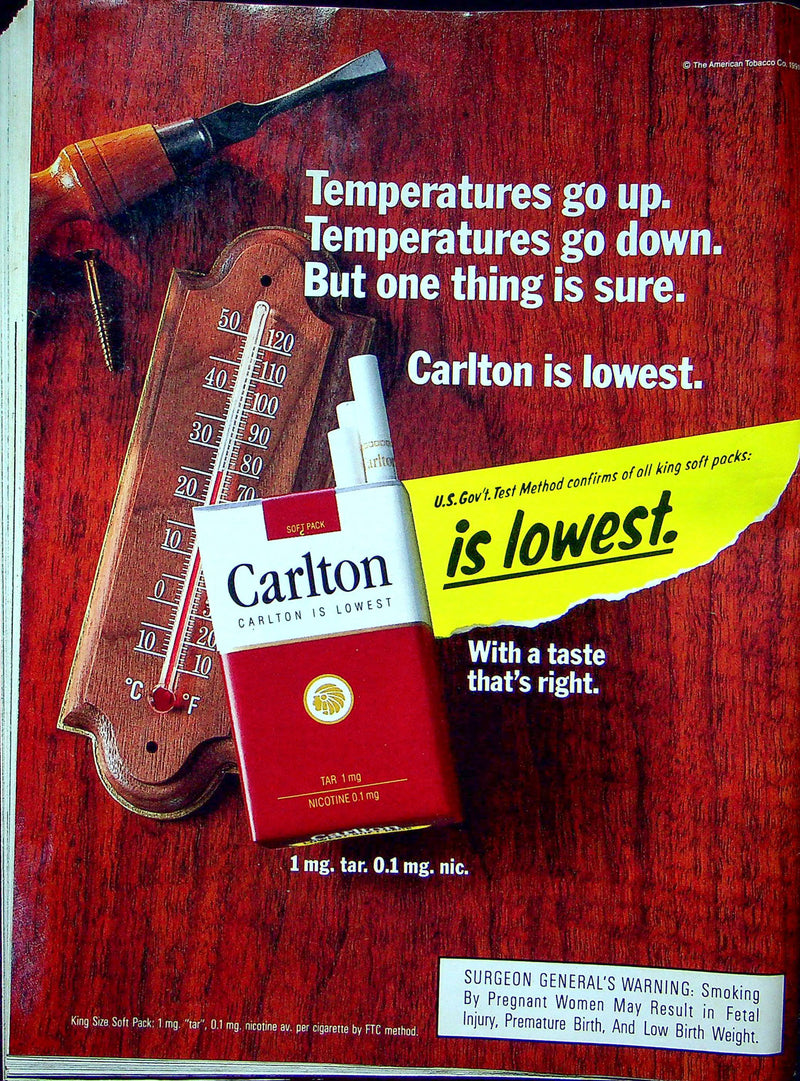 © The American Tobacco Co.
Temperatures go up.
Temperatures go down.
But one thing is sure.
Carlton is lowest.
50 120
40 110
100
30 90
80
20 70
10
0
10 20
10
°C °F
U.S. Gov't. Test Method confirms of all king soft packs:
is lowest.
SOFT PACK
Carlton
CARLTON IS LOWEST
TAR 1 mg
NICOTINE 0.1 mg
Carlton
With a taste
that's right.
1 mg. tar. 0.1 mg. nic.
King Size Soft Pack: 1 mg. "tar", 0.1 mg. nicotine av. per cigarette by FTC method.
SURGEON GENERAL'S WARNING: Smoking
By Pregnant Women May Result in Fetal
Injury, Premature Birth, And Low Birth Weight.